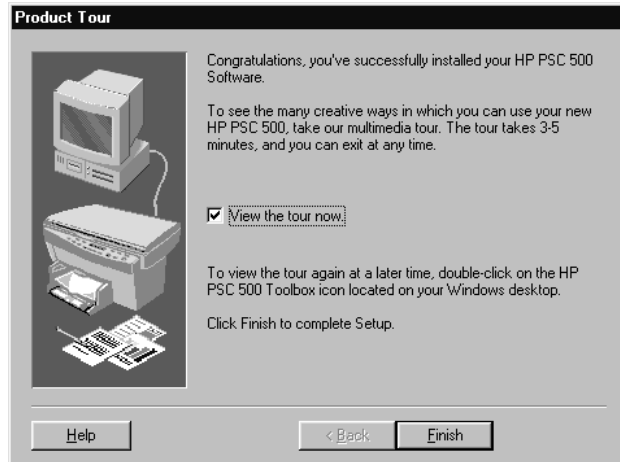 Product Tour
Congratulations, you've successfully installed your HP PSC 500
Software.
To see the many creative ways in which you can use your new
HP PSC 500, take our multimedia tour. The tour takes 3-5
minutes, and you can exit at any time.
View the tour now.
To view the tour again at a later time, double-click on the HP
PSC 500 Toolbox icon located on your Windows desktop.
Click Finish to complete Setup.
Help
< Back
Finish